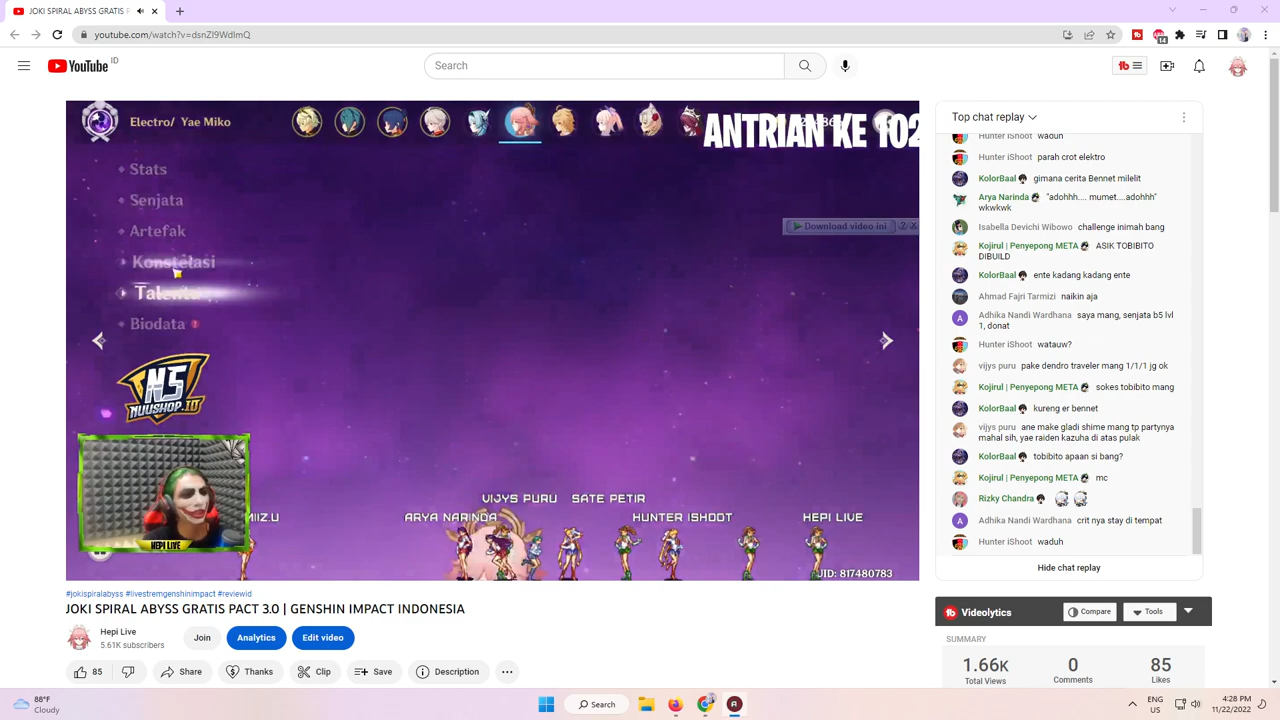 JOKI SPIRAL ABYSS GRATIS P
youtube.com/watch?v=dsnZI9WdlmQ
14
YouTube ID
Search
Electro/ Yae Miko
ANTRIAN KE 102
Stats
Senjata
Artefak
Konstelasi
Talenta
Biodata
Download video ini ? X
NS
NUUSHOP.ID
HEPI LIVE
MIIZ.U
ARYA NARINDA
VIJYS PURU SATE PETIR
HUNTER ISHOOT
HEPI LIVE
UID: 817480783
Top chat replay
Hunter iShoot waduh
Hunter iShoot parah crot elektro
KolorBaal gimana cerita Bennet milelit
Arya Narinda "adohhh.... mumet....adohhh"
wkwkwk
Isabella Devichi Wibowo challenge inimah bang
Kojirul | Penyepong META ASIK TOBIBITO
DIBUILD
KolorBaal ente kadang kadang ente
Ahmad Fajri Tarmizi naikin aja
A Adhika Nandi Wardhana saya mang, senjata b5 lvl
1, donat
Hunter iShoot watauw?
vijys puru pake dendro traveler mang 1/1/1 jg ok
Kojirul | Penyepong META sokes tobibito mang
KolorBaal kureng er bennet
vijys puru ane make gladi shime mang tp partynya
mahal sih, yae raiden kazuha di atas pulak
KolorBaal tobibito apaan si bang?
Kojirul | Penyepong META mc
Rizky Chandra
A Adhika Nandi Wardhana crit nya stay di tempat
Hunter iShoot waduh
Hide chat replay
#jokispiralabyss #livestremgenshinimpact #reviewid
JOKI SPIRAL ABYSS GRATIS PACT 3.0 | GENSHIN IMPACT INDONESIA
Hepi Live
5.61K subscribers
Join
Analytics
Edit video
85
Share
Thanks
Clip
Save
Description
Videolytics
Compare
Tools
SUMMARY
1.66K
Total Views
0
Comments
85
Likes
88°F
Cloudy
Search
ENG
US
4:28 PM
11/22/2022